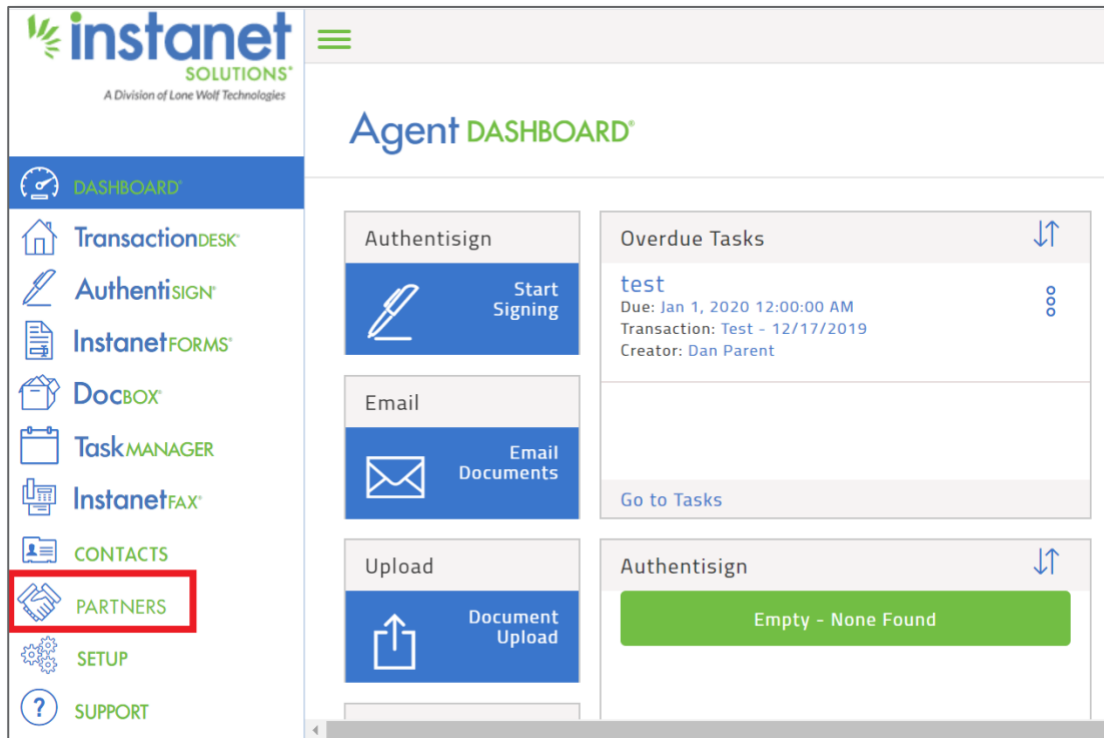 instanet
SOLUTIONS®
A Division of Lone Wolf Technologies
Agent DASHBOARD®
DASHBOARD®
TransactionDESK®
AuthentiSIGN®
InstanetFORMS®
DocBOX®
TaskMANAGER
InstanetFAX®
CONTACTS
PARTNERS
SETUP
? SUPPORT
Authentisign
Start
Signing
Email
Email
Documents
Upload
Document
Upload
Overdue Tasks
test
Due: Jan 1, 2020 12:00:00 AM
Transaction: Test - 12/17/2019
Creator: Dan Parent
Go to Tasks
Authentisign
Empty - None Found